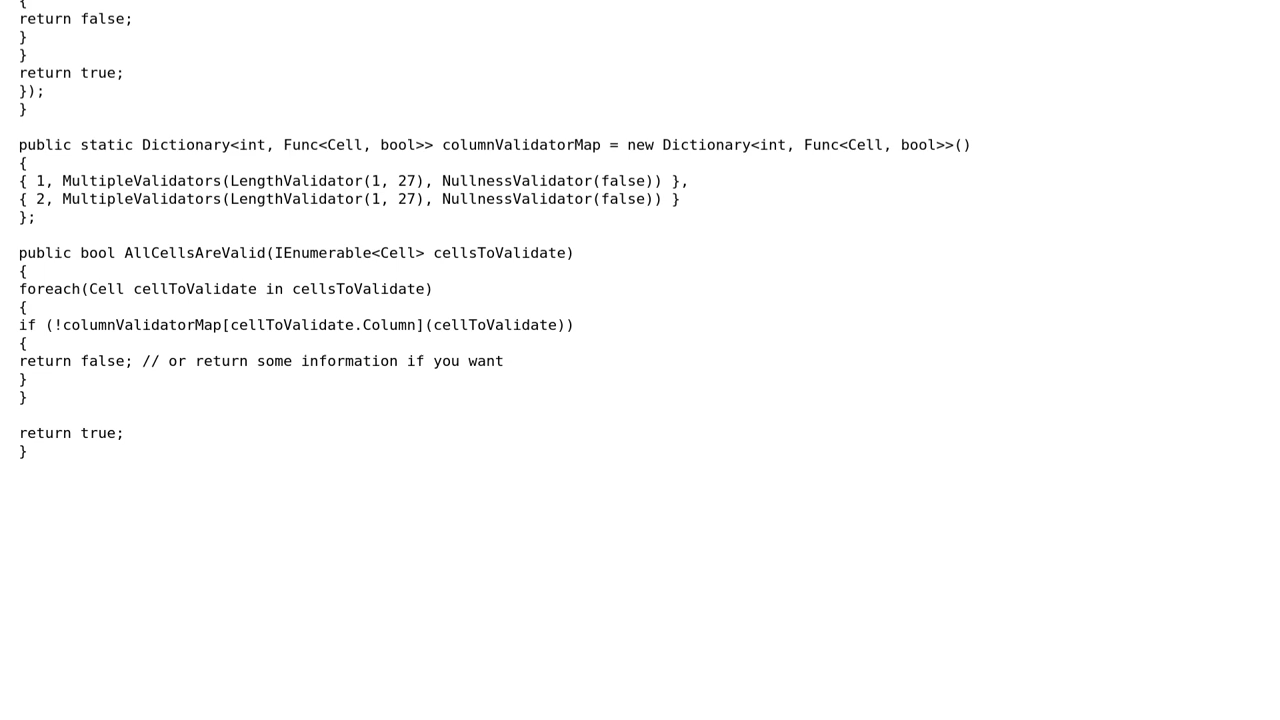 {
return false;
}
}
return true;
});
}

public static Dictionary<int, Func<Cell, bool>> columnValidatorMap = new Dictionary<int, Func<Cell, bool>>()
{
{ 1, MultipleValidators(LengthValidator(1, 27), NullnessValidator(false)) },
{ 2, MultipleValidators(LengthValidator(1, 27), NullnessValidator(false)) }
};

public bool AllCellsAreValid(IEnumerable<Cell> cellsToValidate)
{
foreach(Cell cellToValidate in cellsToValidate)
{
if (!columnValidatorMap[cellToValidate.Column](cellToValidate))
{
return false; // or return some information if you want
}
}

return true;
}